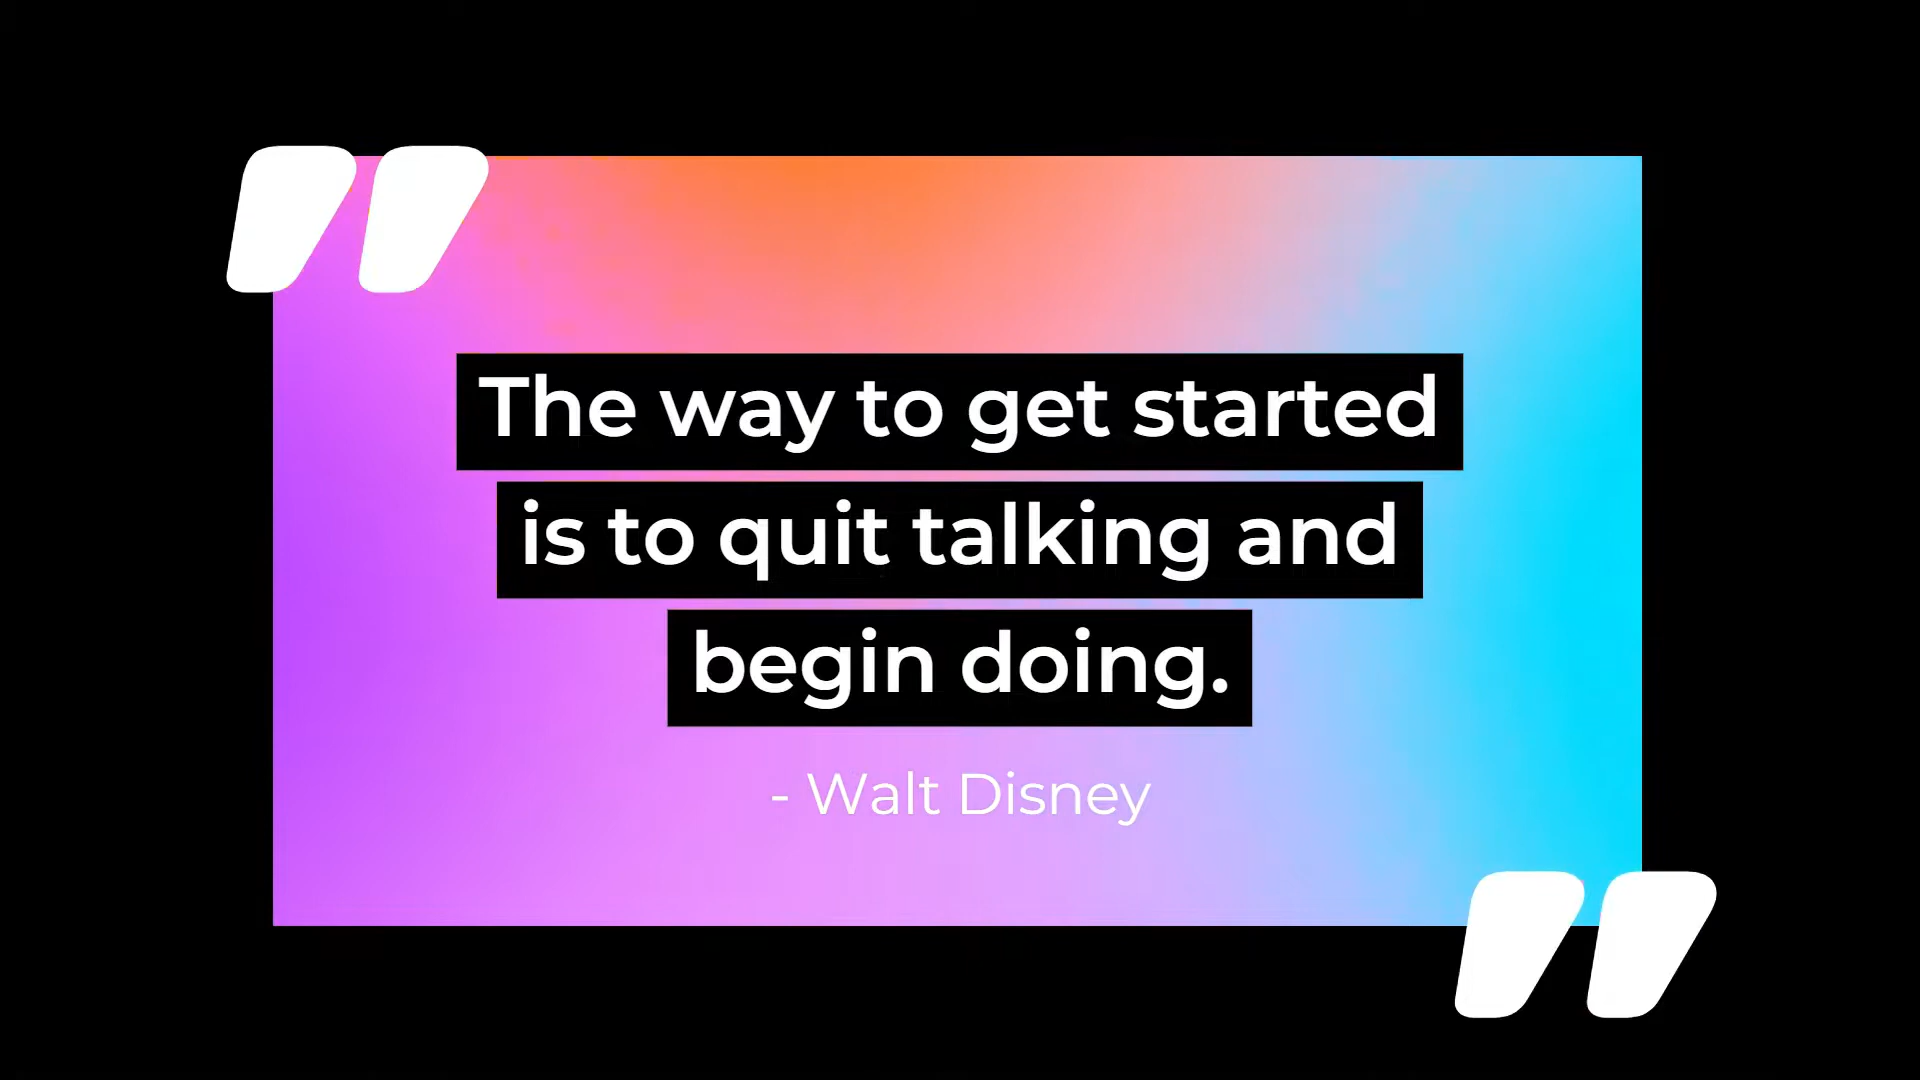 "
The way to get started
is to quit talking and
begin doing.
- Walt Disney
"